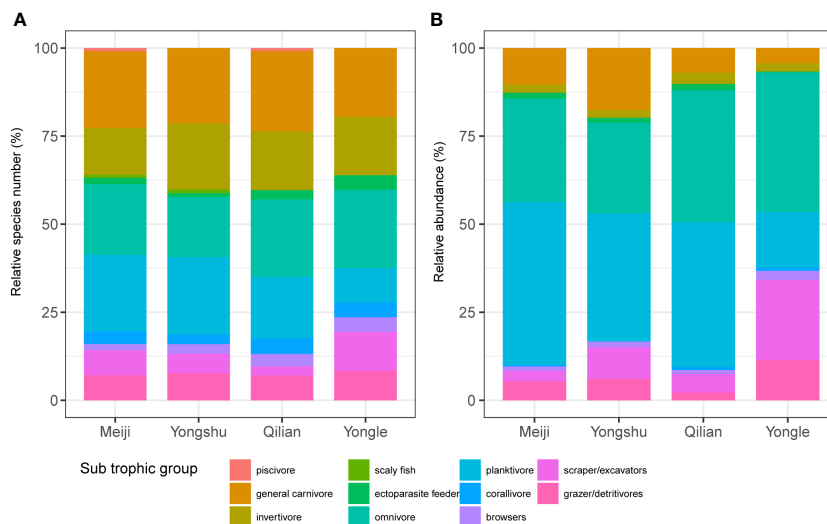 A
B
Relative species number (%)
100
75
50
25
0
Meiji Yongshu Qilian Yongle
Relative abundance (%)
100
75
50
25
0
Meiji Yongshu Qilian Yongle
Sub trophic group
piscivore
general carnivore
invertivore
scaly fish
ectoparasite feeder
omnivore
planktivore
corallivore
browsers
scraper/excavators
grazer/detritivores